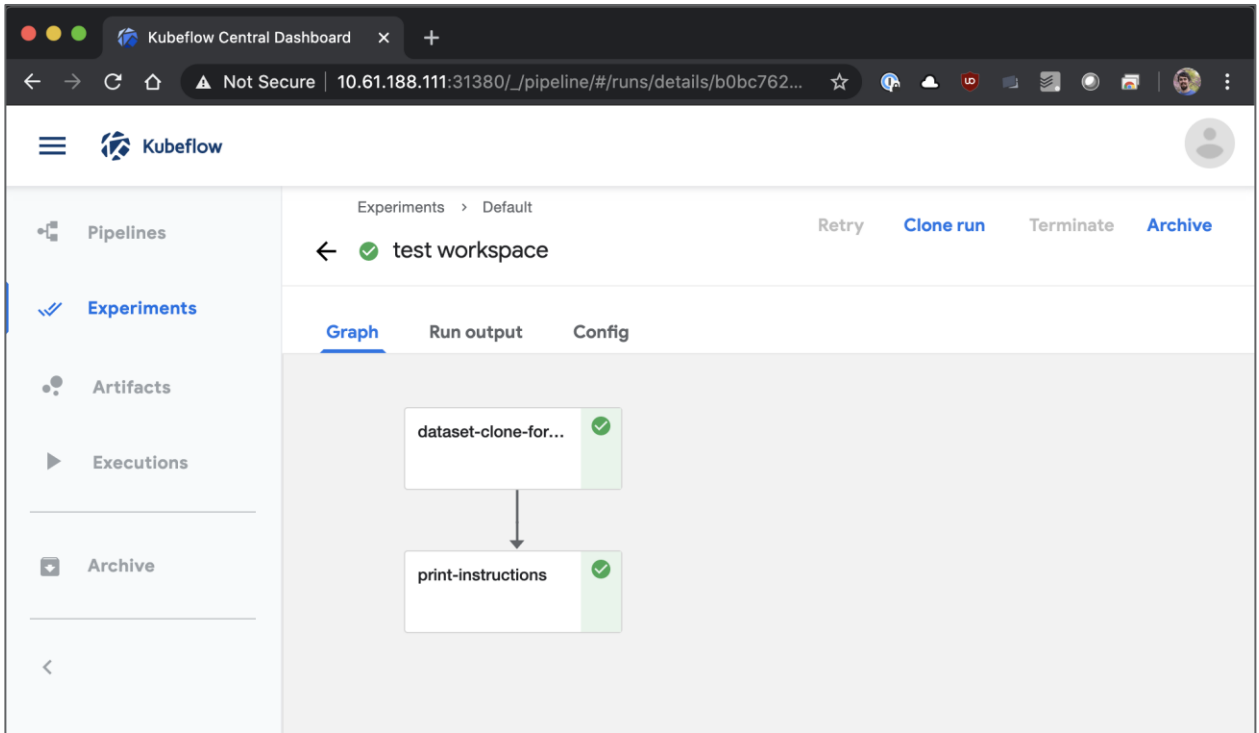 Kubeflow Central Dashboard
Not Secure | 10.61.188.111:31380/_/pipeline/#/runs/details/b0bc762...
Kubeflow
Pipelines
Experiments
Artifacts
Executions
Archive
Experiments > Default
test workspace
Retry Clone run Terminate Archive
Graph Run output Config
dataset-clone-for...
print-instructions